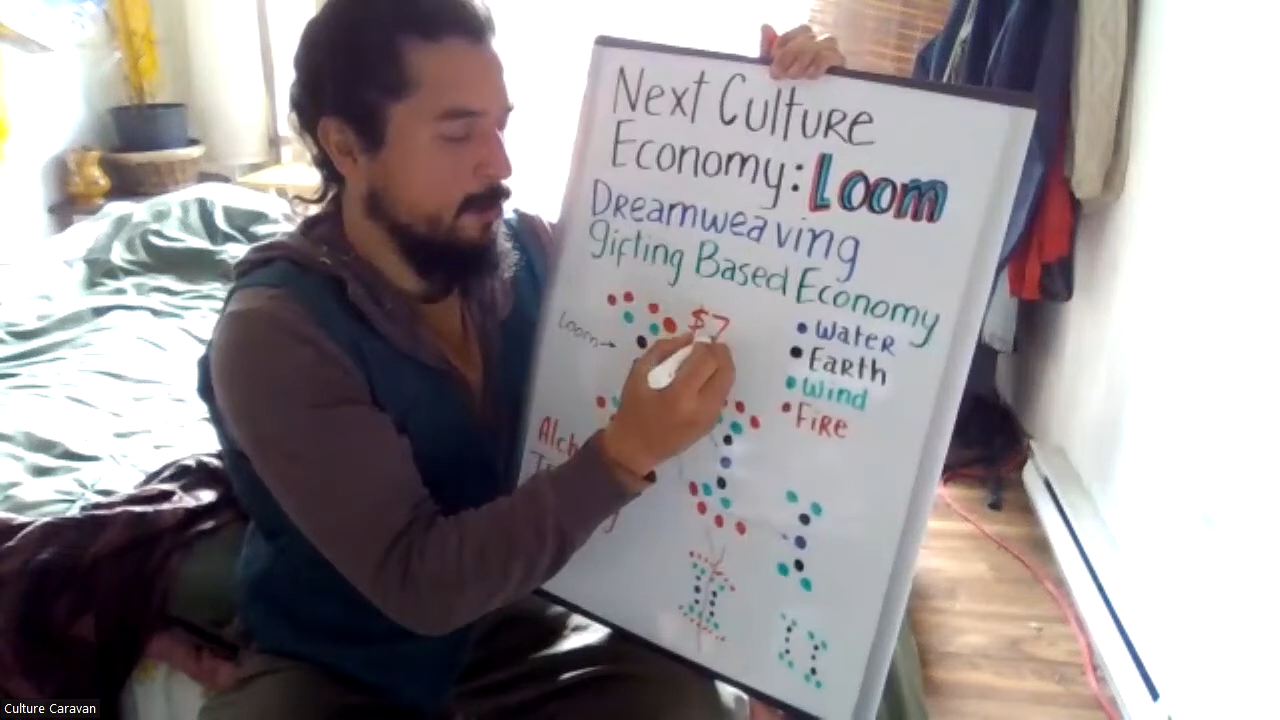 Next Culture
Economy: Loom
Dreamweaving
gifting Based Economy
$7
Loom
• Water
• Earth
• Wind
• Fire
Culture Caravan